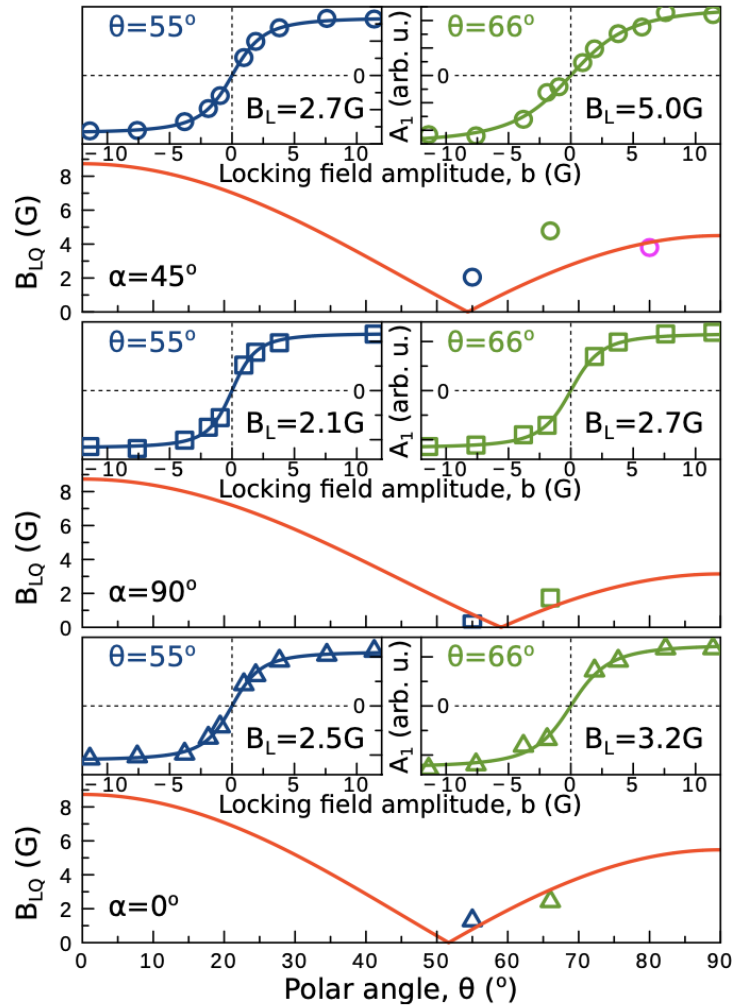 θ=55°
0
B_L=2.7G
−10 −5 0 5 10
A₁ (arb. u.)
θ=66°
0
B_L=5.0G
−10 −5 0 5 10
Locking field amplitude, b (G)
B_LQ (G)
8
6
4
2
0
α=45°
θ=55°
0
B_L=2.1G
−10 −5 0 5 10
A₁ (arb. u.)
θ=66°
0
B_L=2.7G
−10 −5 0 5 10
Locking field amplitude, b (G)
B_LQ (G)
8
6
4
2
0
α=90°
θ=55°
0
B_L=2.5G
−10 −5 0 5 10
A₁ (arb. u.)
θ=66°
0
B_L=3.2G
−10 −5 0 5 10
Locking field amplitude, b (G)
B_LQ (G)
8
6
4
2
0
α=0°
0 10 20 30 40 50 60 70 80 90
Polar angle, θ (°)